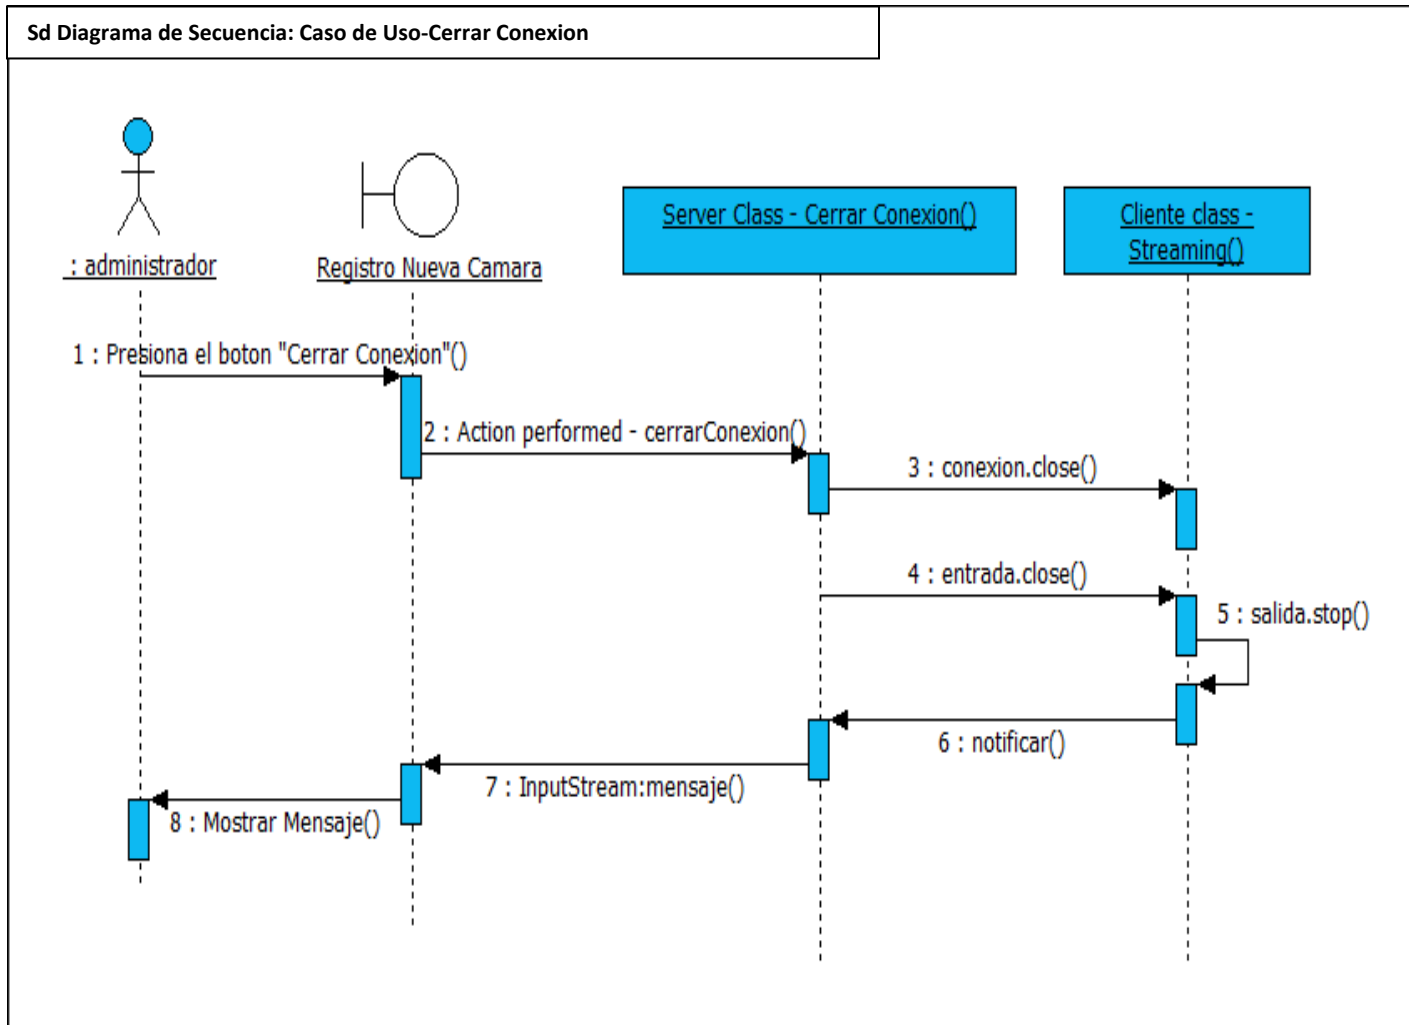 Sd Diagrama de Secuencia: Caso de Uso-Cerrar Conexion
: administrador
Registro Nueva Camara
Server Class - Cerrar Conexion()
Cliente class -
Streaming()
1 : Presiona el boton "Cerrar Conexion"()
2 : Action performed - cerrarConexion()
3 : conexion.close()
4 : entrada.close()
5 : salida.stop()
6 : notificar()
7 : InputStream:mensaje()
8 : Mostrar Mensaje()